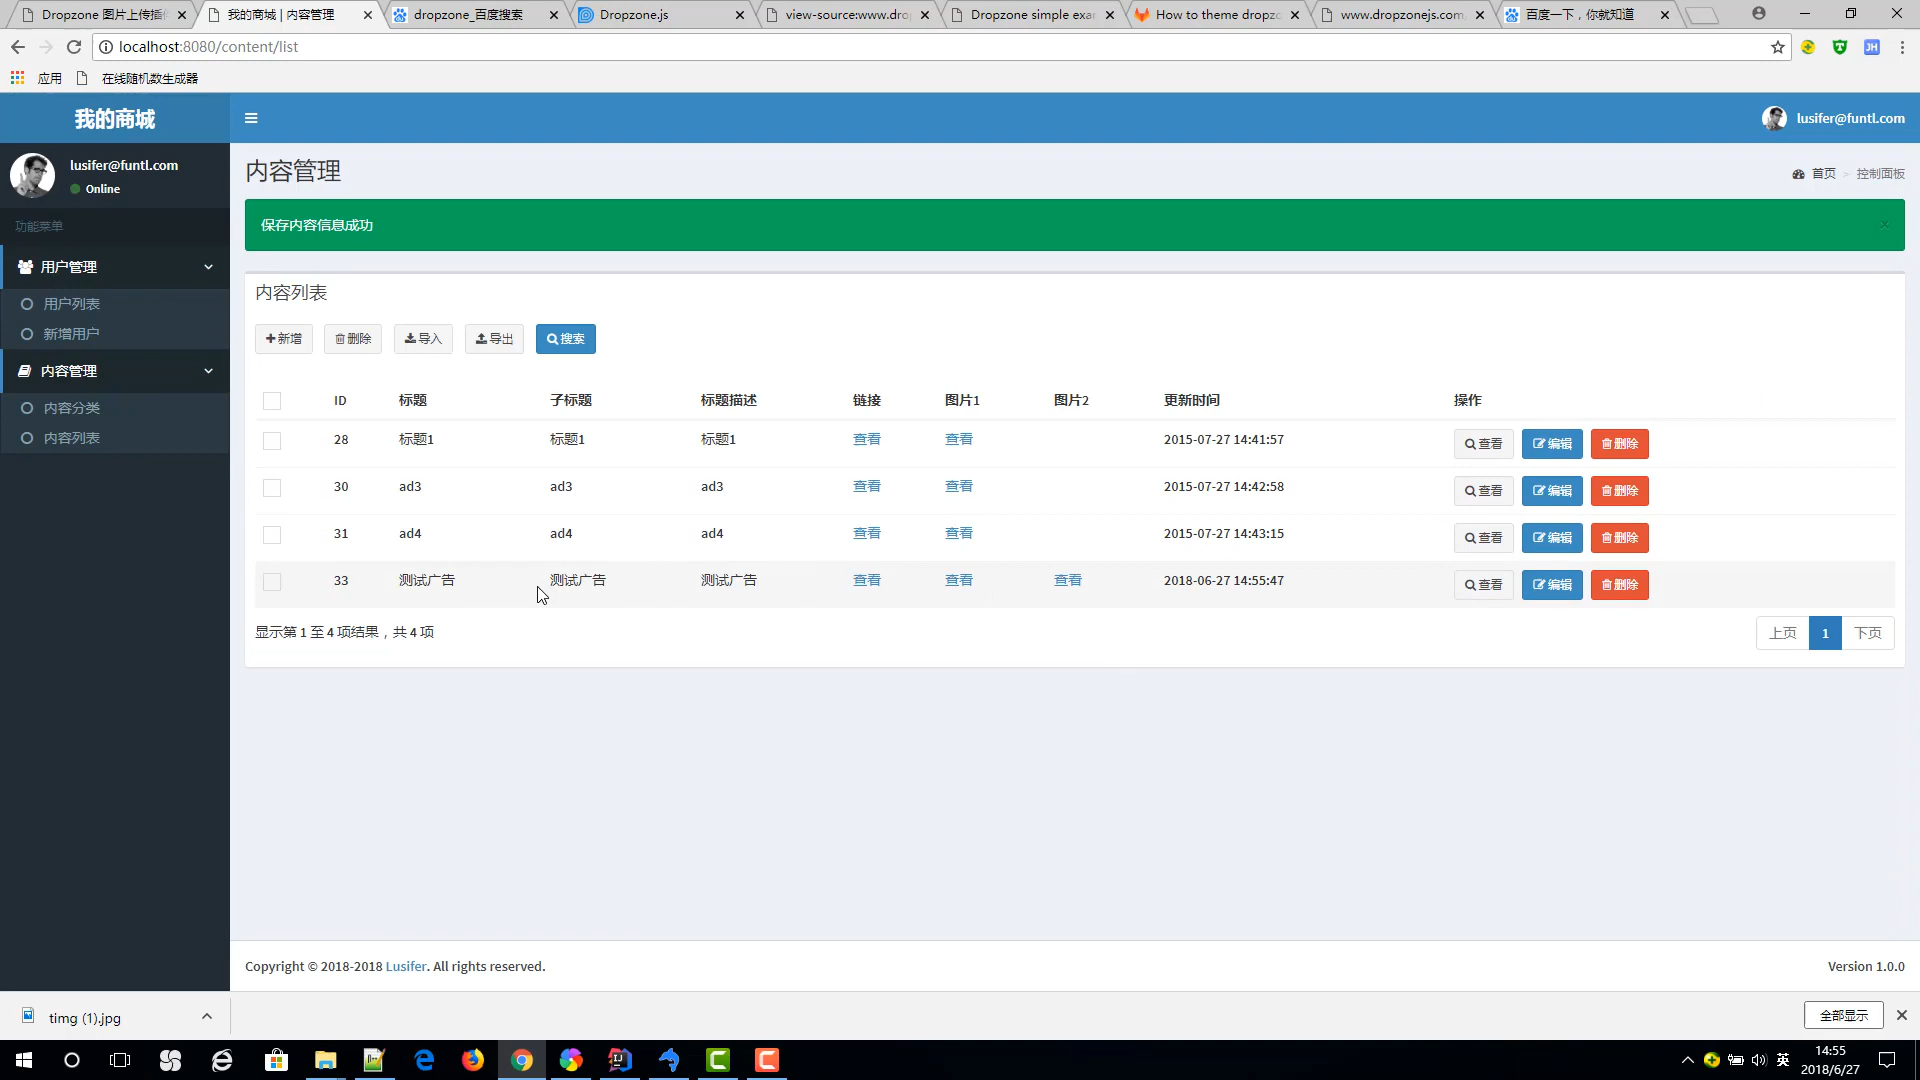 Dropzone 图片上传插
我的商城 | 内容管理
dropzone_百度搜索
Dropzone.js
view-source:www.dro
Dropzone simple exa
How to theme dropz
www.dropzonejs.com
百度一下，你就知道
localhost:8080/content/list
应用
在线随机数生成器
我的商城
lusifer@funtl.com
lusifer@funtl.com
Online
功能菜单
用户管理
用户列表
新增用户
内容管理
内容分类
内容列表
内容管理
首页 > 控制面板
保存内容信息成功
×
内容列表
新增 删除 导入 导出 搜索
ID 标题 子标题 标题描述 链接 图片1 图片2 更新时间 操作
28 标题1 标题1 标题1 查看 查看 2015-07-27 14:41:57 查看 编辑 删除
30 ad3 ad3 ad3 查看 查看 2015-07-27 14:42:58 查看 编辑 删除
31 ad4 ad4 ad4 查看 查看 2015-07-27 14:43:15 查看 编辑 删除
33 测试广告 测试广告 测试广告 查看 查看 查看 2018-06-27 14:55:47 查看 编辑 删除
显示第 1 至 4 项结果，共 4 项
上页 1 下页
Copyright © 2018-2018 Lusifer. All rights reserved.
Version 1.0.0
timg (1).jpg
全部显示
英
14:55
2018/6/27